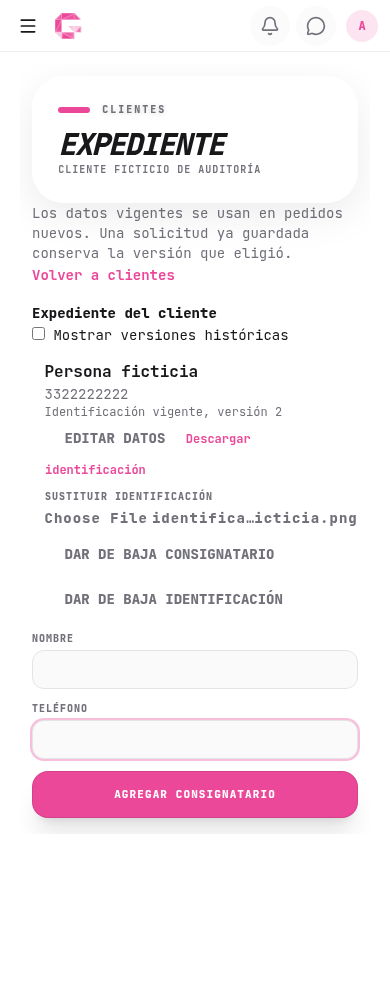 A
CLIENTES
EXPEDIENTE
CLIENTE FICTICIO DE AUDITORÍA
Los datos vigentes se usan en pedidos
nuevos. Una solicitud ya guardada
conserva la versión que eligió.
Volver a clientes
Expediente del cliente
Mostrar versiones históricas
Persona ficticia
3322222222
Identificación vigente, versión 2
EDITAR DATOS Descargar
identificación
SUSTITUIR IDENTIFICACIÓN
Choose File identifica…icticia.png
DAR DE BAJA CONSIGNATARIO
DAR DE BAJA IDENTIFICACIÓN
NOMBRE
TELÉFONO
AGREGAR CONSIGNATARIO